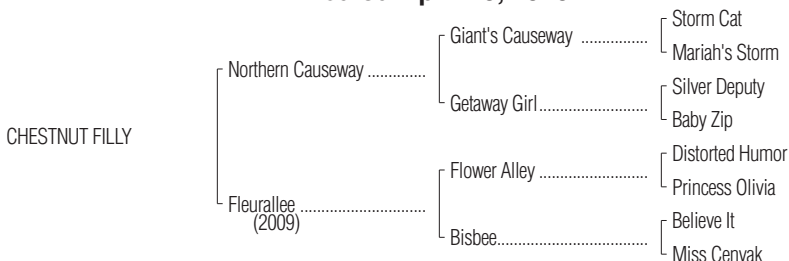 Storm Cat
Giant's Causeway ................
Mariah's Storm
Northern Causeway ..............
Silver Deputy
Getaway Girl..........................
Baby Zip
CHESTNUT FILLY
Distorted Humor
Flower Alley ..........................
Princess Olivia
Fleurallee ..............................
(2009)
Believe It
Bisbee....................................
Miss Cenyak